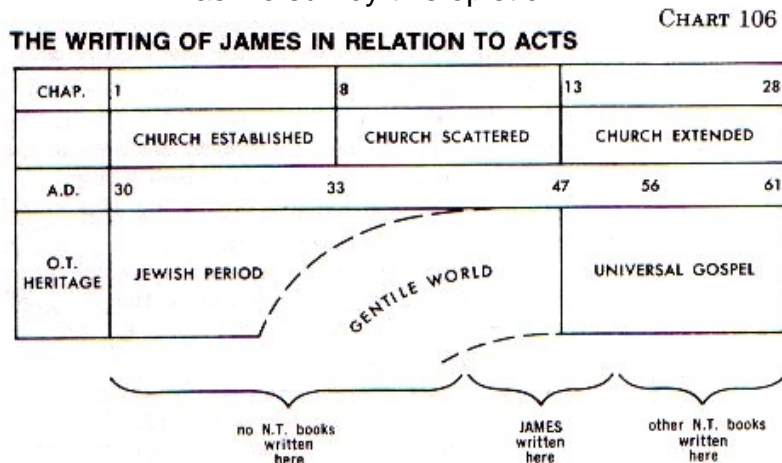 CHART 106
THE WRITING OF JAMES IN RELATION TO ACTS
CHAP. 1 8 13 28
CHURCH ESTABLISHED CHURCH SCATTERED CHURCH EXTENDED
A.D. 30 33 47 56 61
O.T.
HERITAGE
JEWISH PERIOD
GENTILE WORLD
UNIVERSAL GOSPEL
no N.T. books
written
here
JAMES
written
here
other N.T. books
written
here